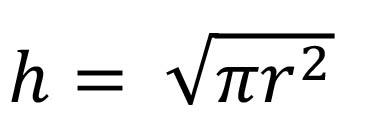 h = √πr²